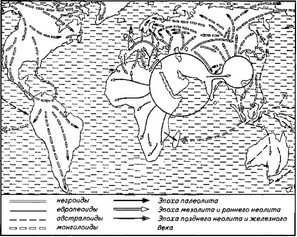 негроиды
европеоиды
австралоиды
монголоиды
Эпоха палеолита
Эпоха мезолита и раннего неолита
Эпоха позднего неолита и железного
века